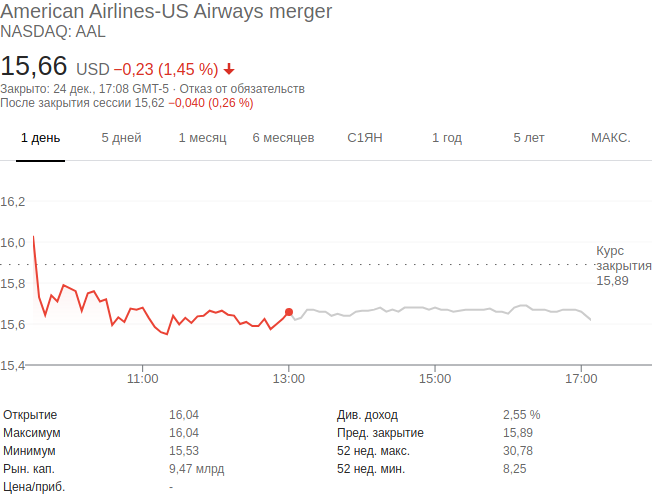 American Airlines-US Airways merger
NASDAQ: AAL
15,66 USD −0,23 (1,45 %)
Закрыто: 24 дек., 17:08 GMT-5 · Отказ от обязательств
После закрытия сессии 15,62 −0,040 (0,26 %)
1 день 5 дней 1 месяц 6 месяцев С1ЯН 1 год 5 лет МАКС.
16,2
16,0
Курс
закрытия
15,89
15,8
15,6
15,4
11:00 13:00 15:00 17:00
Открытие 16,04 Див. доход 2,55 %
Максимум 16,04 Пред. закрытие 15,89
Минимум 15,53 52 нед. макс. 30,78
Рын. кап. 9,47 млрд 52 нед. мин. 8,25
Цена/приб. -